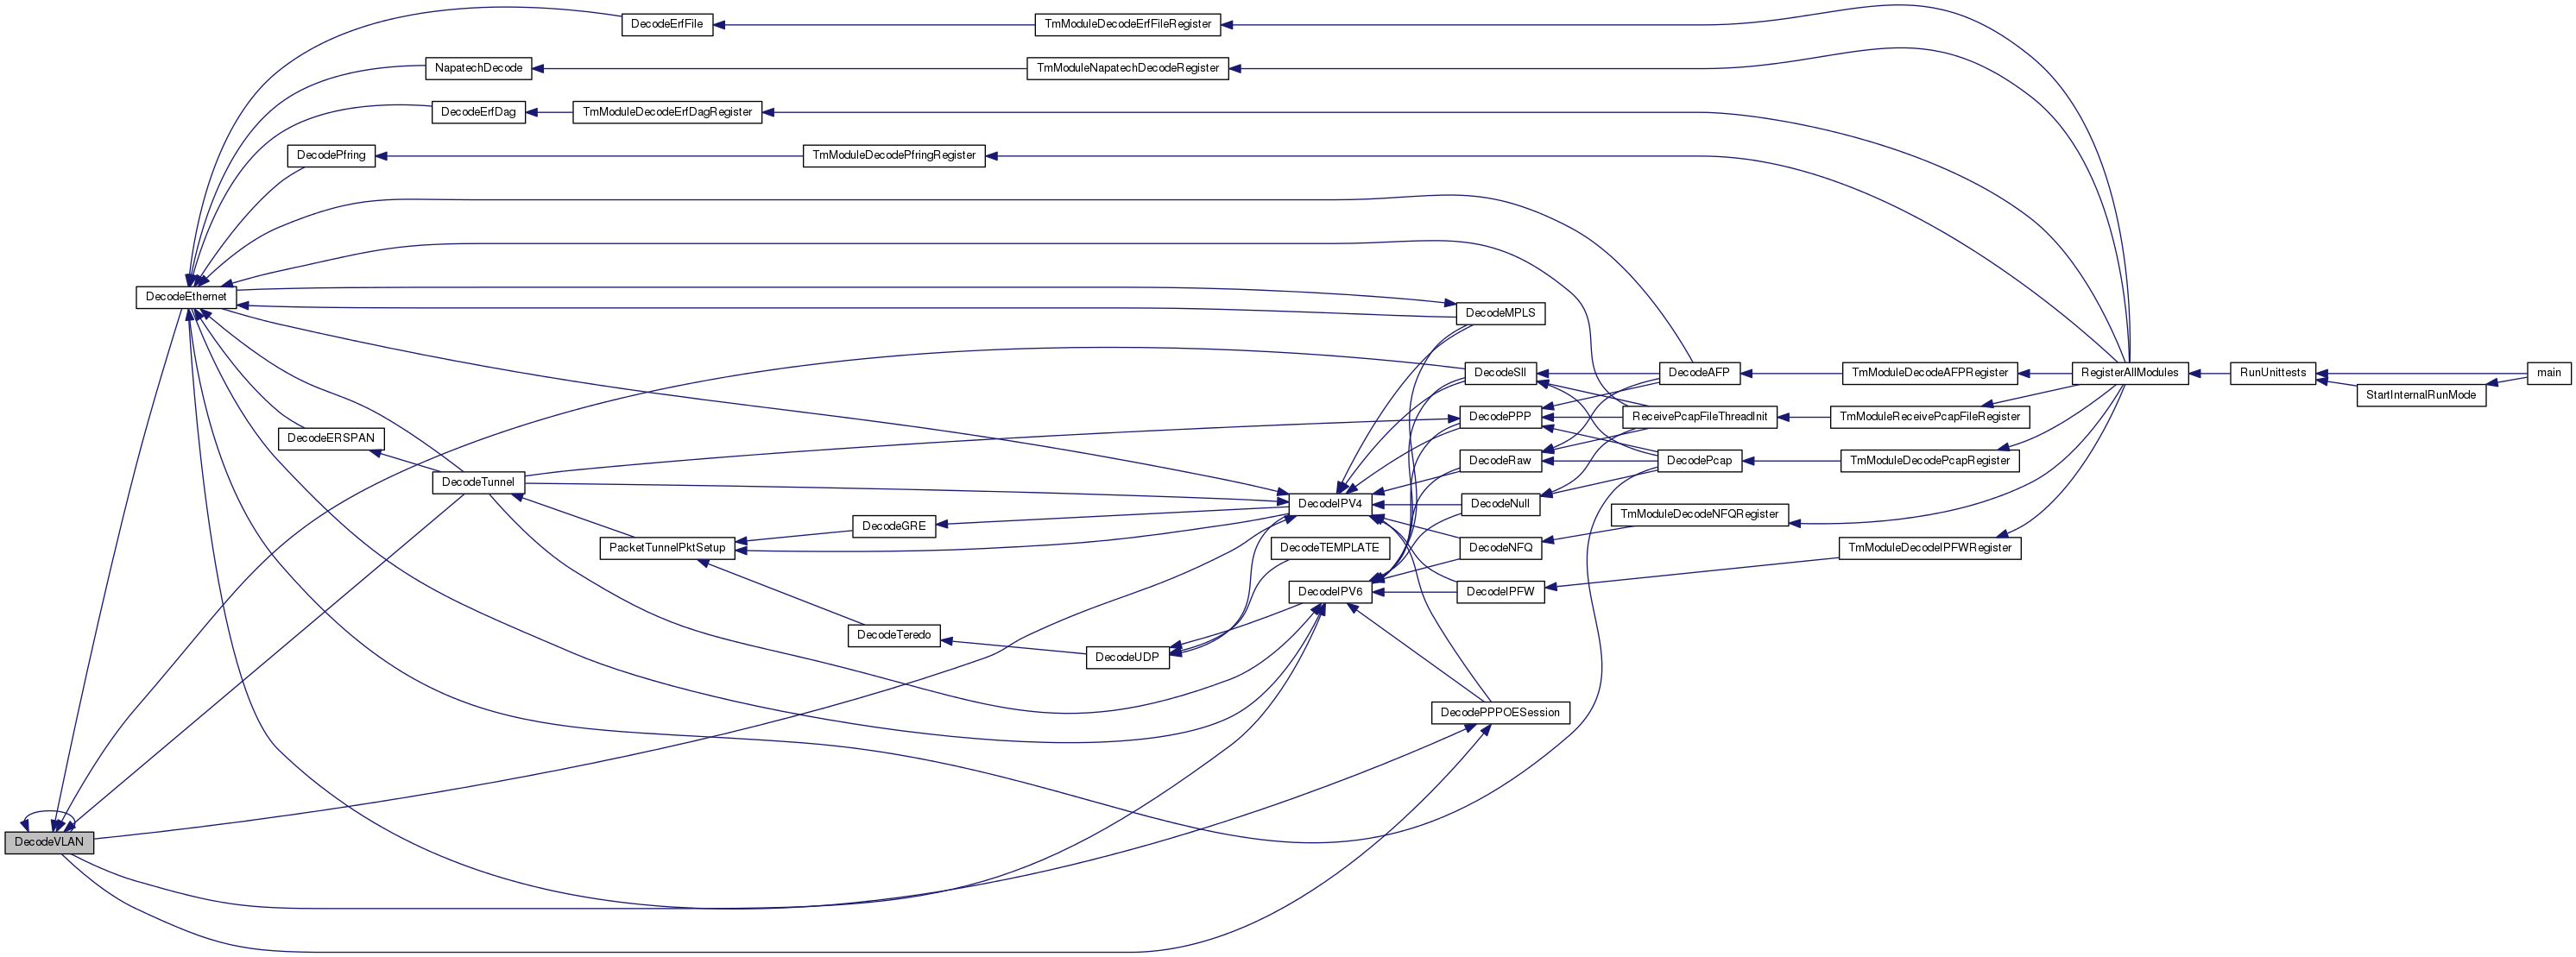 DecodeErfFile
TmModuleDecodeErfFileRegister
NapatechDecode
TmModuleNapatechDecodeRegister
DecodeErfDag
TmModuleDecodeErfDagRegister
DecodePfring
TmModuleDecodePfringRegister
DecodeEthernet
DecodeMPLS
DecodeSll
DecodeAFP
TmModuleDecodeAFPRegister
RegisterAllModules
RunUnittests
main
StartInternalRunMode
DecodePPP
ReceivePcapFileThreadInit
TmModuleReceivePcapFileRegister
DecodeERSPAN
DecodeRaw
DecodePcap
TmModuleDecodePcapRegister
DecodeTunnel
DecodeIPV4
DecodeNull
TmModuleDecodeNFQRegister
DecodeGRE
PacketTunnelPktSetup
DecodeTEMPLATE
DecodeNFQ
TmModuleDecodeIPFWRegister
DecodeIPV6
DecodeIPFW
DecodeTeredo
DecodeUDP
DecodePPPOESession
DecodeVLAN